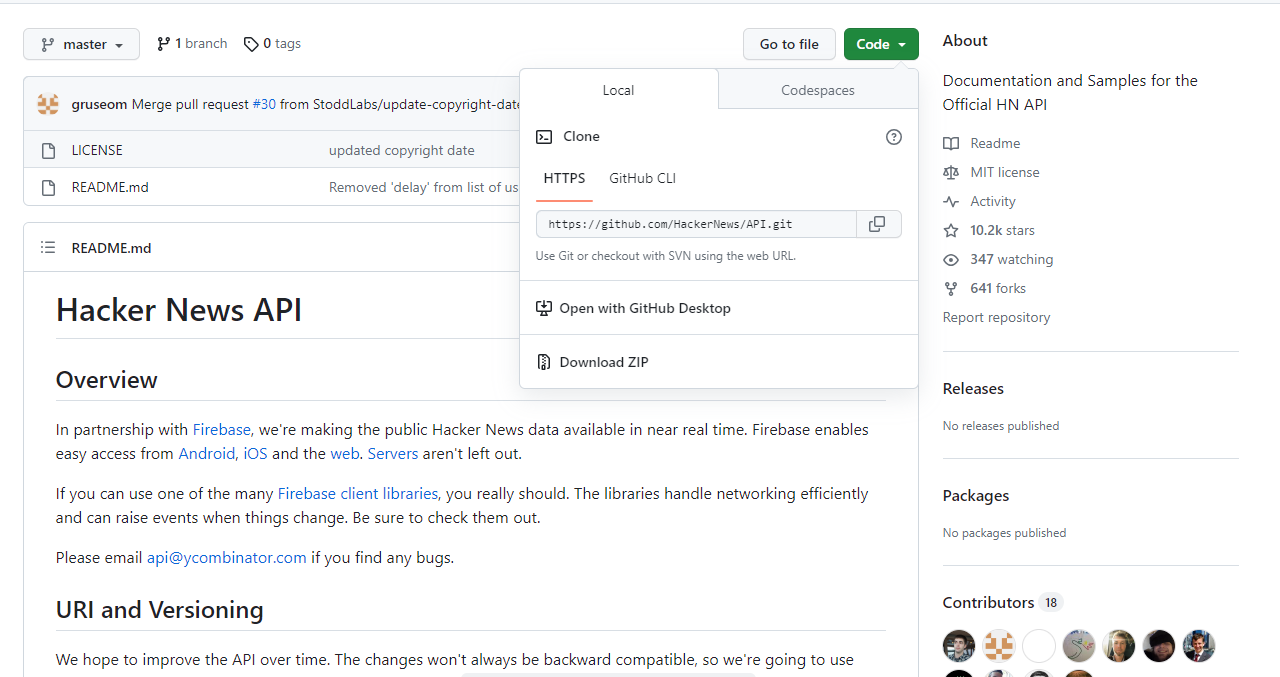 master
1 branch
0 tags
Go to file
Code
gruseom Merge pull request #30 from StoddLabs/update-copyright-date
LICENSE
updated copyright date
README.md
Removed 'delay' from list of us
README.md
Hacker News API
Overview
In partnership with Firebase, we're making the public Hacker News data available in near real time. Firebase enables
easy access from Android, iOS and the web. Servers aren't left out.
If you can use one of the many Firebase client libraries, you really should. The libraries handle networking efficiently
and can raise events when things change. Be sure to check them out.
Please email api@ycombinator.com if you find any bugs.
URI and Versioning
We hope to improve the API over time. The changes won't always be backward compatible, so we're going to use
Local
Codespaces
Clone
HTTPS
GitHub CLI
https://github.com/HackerNews/API.git
Use Git or checkout with SVN using the web URL.
Open with GitHub Desktop
Download ZIP
About
Documentation and Samples for the
Official HN API
Readme
MIT license
Activity
10.2k stars
347 watching
641 forks
Report repository
Releases
No releases published
Packages
No packages published
Contributors 18